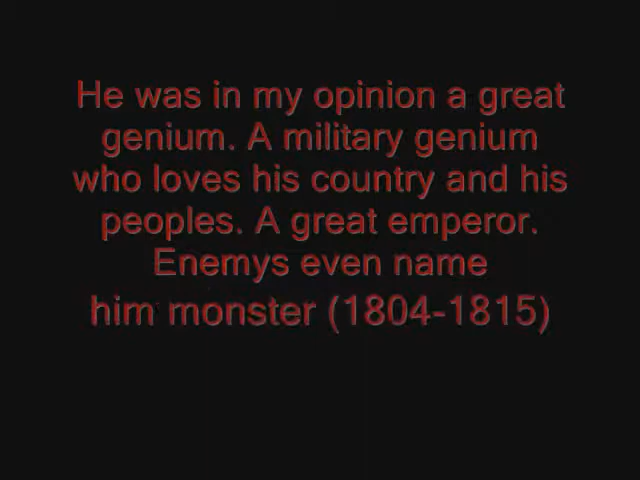 He was in my opinion a great
genium. A military genium
who loves his country and his
peoples. A great emperor.
Enemys even name
him monster (1804-1815)